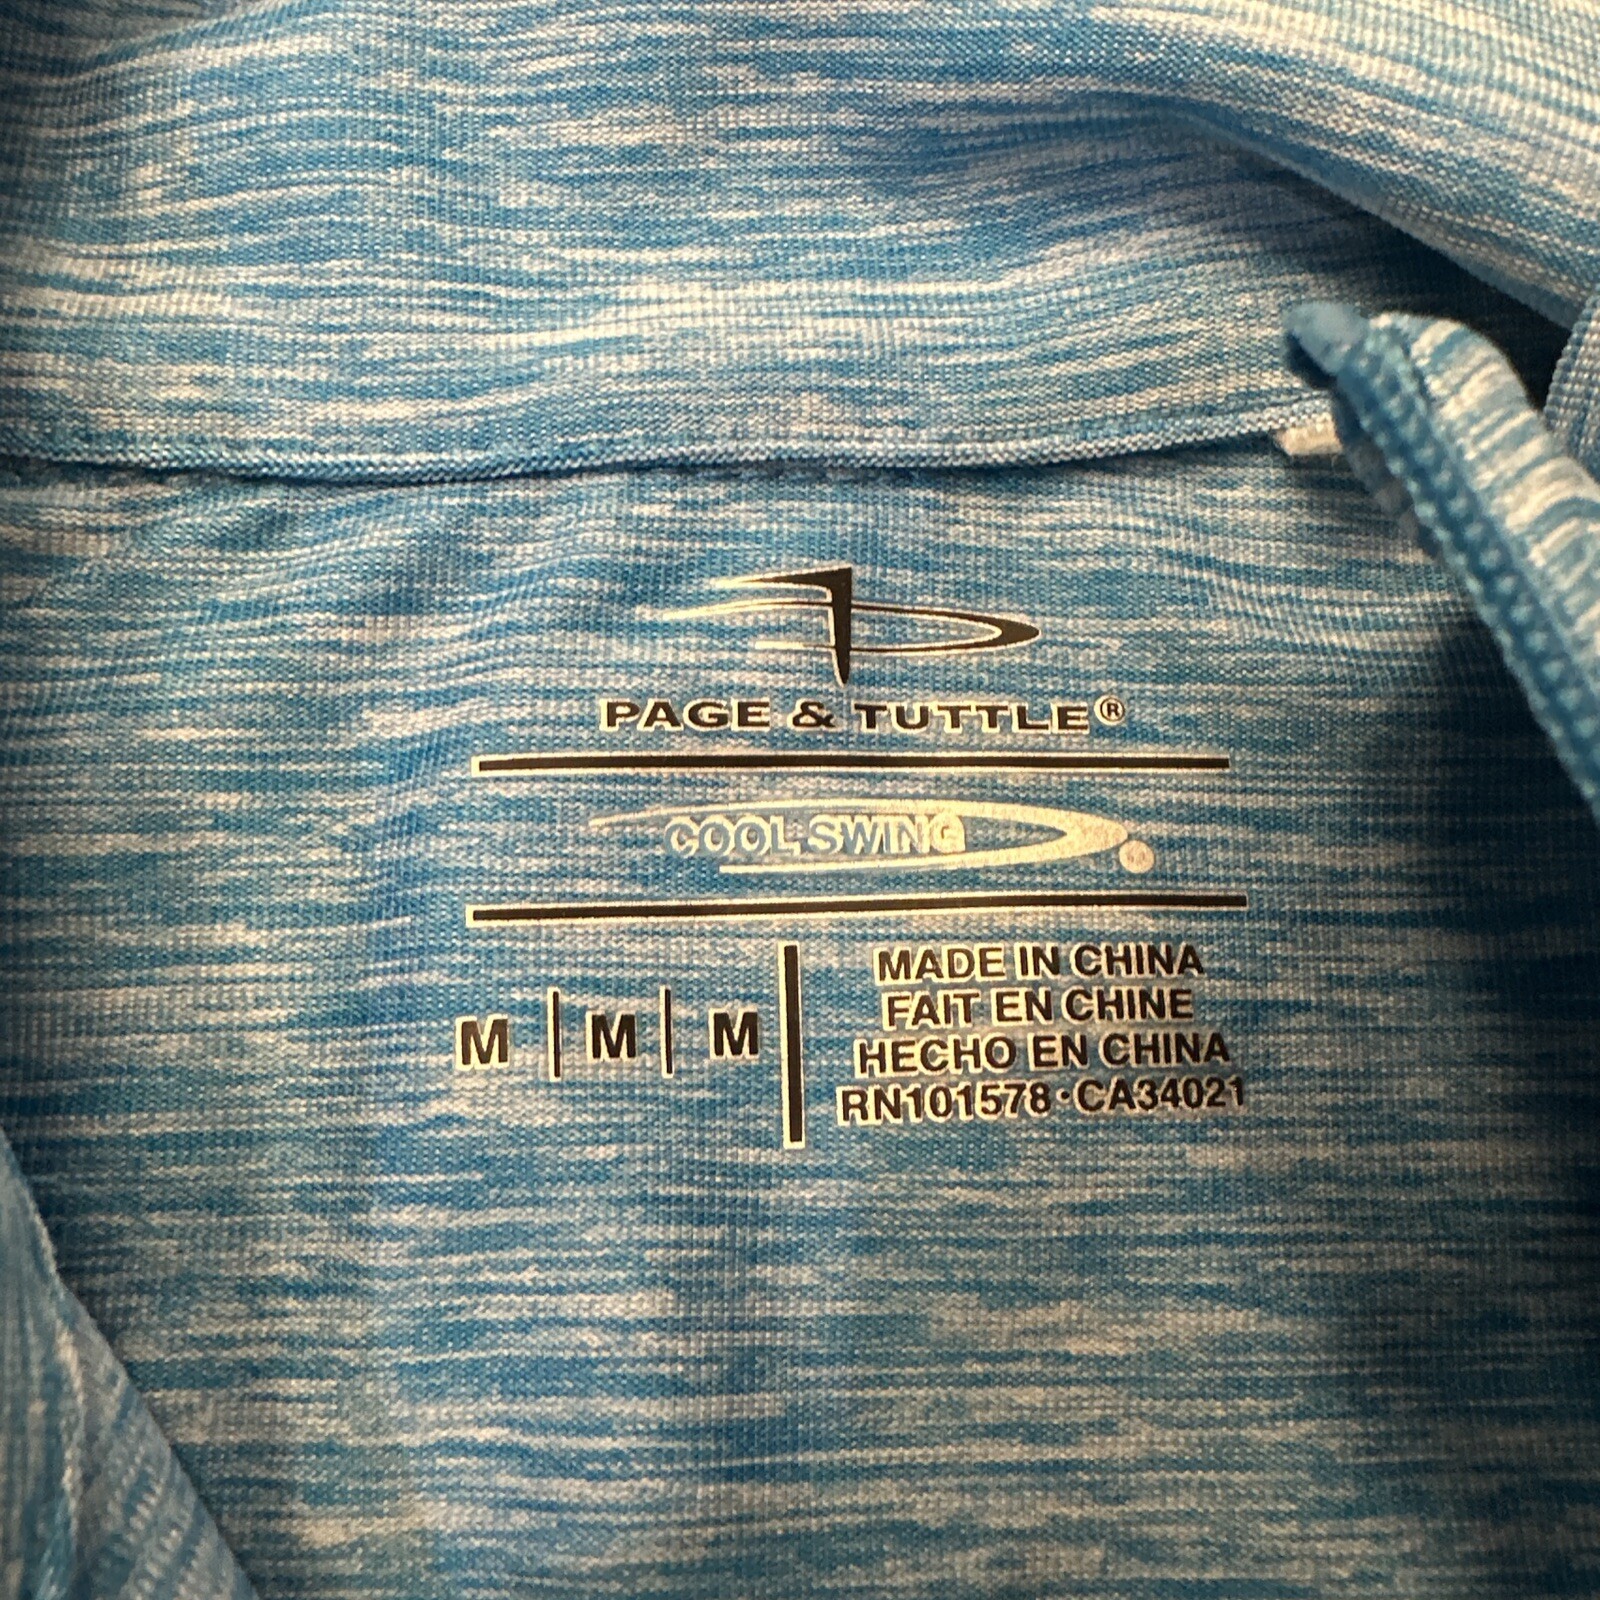 PAGE & TUTTLE®
COOL SWING
M | M | M
MADE IN CHINA
FAIT EN CHINE
HECHO EN CHINA
RN101578·CA34021